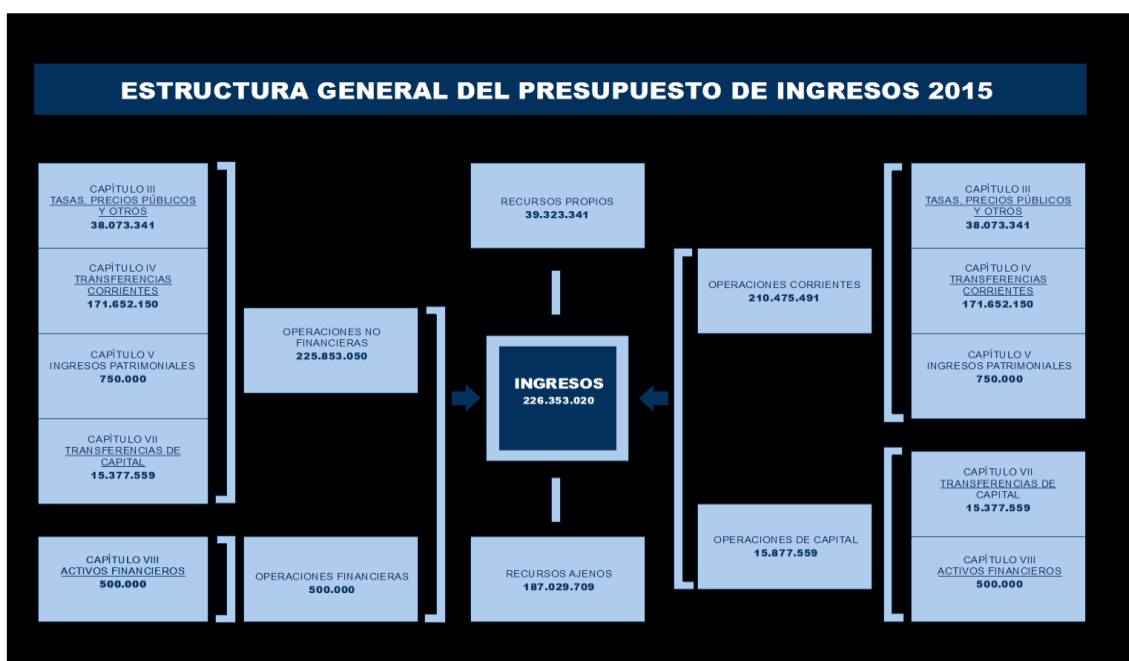 ESTRUCTURA GENERAL DEL PRESUPUESTO DE INGRESOS 2015
CAPÍTULO III
TASAS, PRECIOS PÚBLICOS
Y OTROS
38.073.341
CAPÍTULO IV
TRANSFERENCIAS
CORRIENTES
171.652.150
CAPÍTULO V
INGRESOS PATRIMONIALES
750.000
CAPÍTULO VII
TRANSFERENCIAS DE
CAPITAL
15.377.559
CAPÍTULO VIII
ACTIVOS FINANCIEROS
500.000
OPERACIONES NO
FINANCIERAS
225.853.050
OPERACIONES FINANCIERAS
500.000
RECURSOS PROPIOS
39.323.341
INGRESOS
226.353.020
RECURSOS AJENOS
187.029.709
OPERACIONES CORRIENTES
210.475.491
OPERACIONES DE CAPITAL
15.877.559
CAPÍTULO III
TASAS, PRECIOS PÚBLICOS
Y OTROS
38.073.341
CAPÍTULO IV
TRANSFERENCIAS
CORRIENTES
171.652.150
CAPÍTULO V
INGRESOS PATRIMONIALES
750.000
CAPÍTULO VII
TRANSFERENCIAS DE
CAPITAL
15.377.559
CAPÍTULO VIII
ACTIVOS FINANCIEROS
500.000